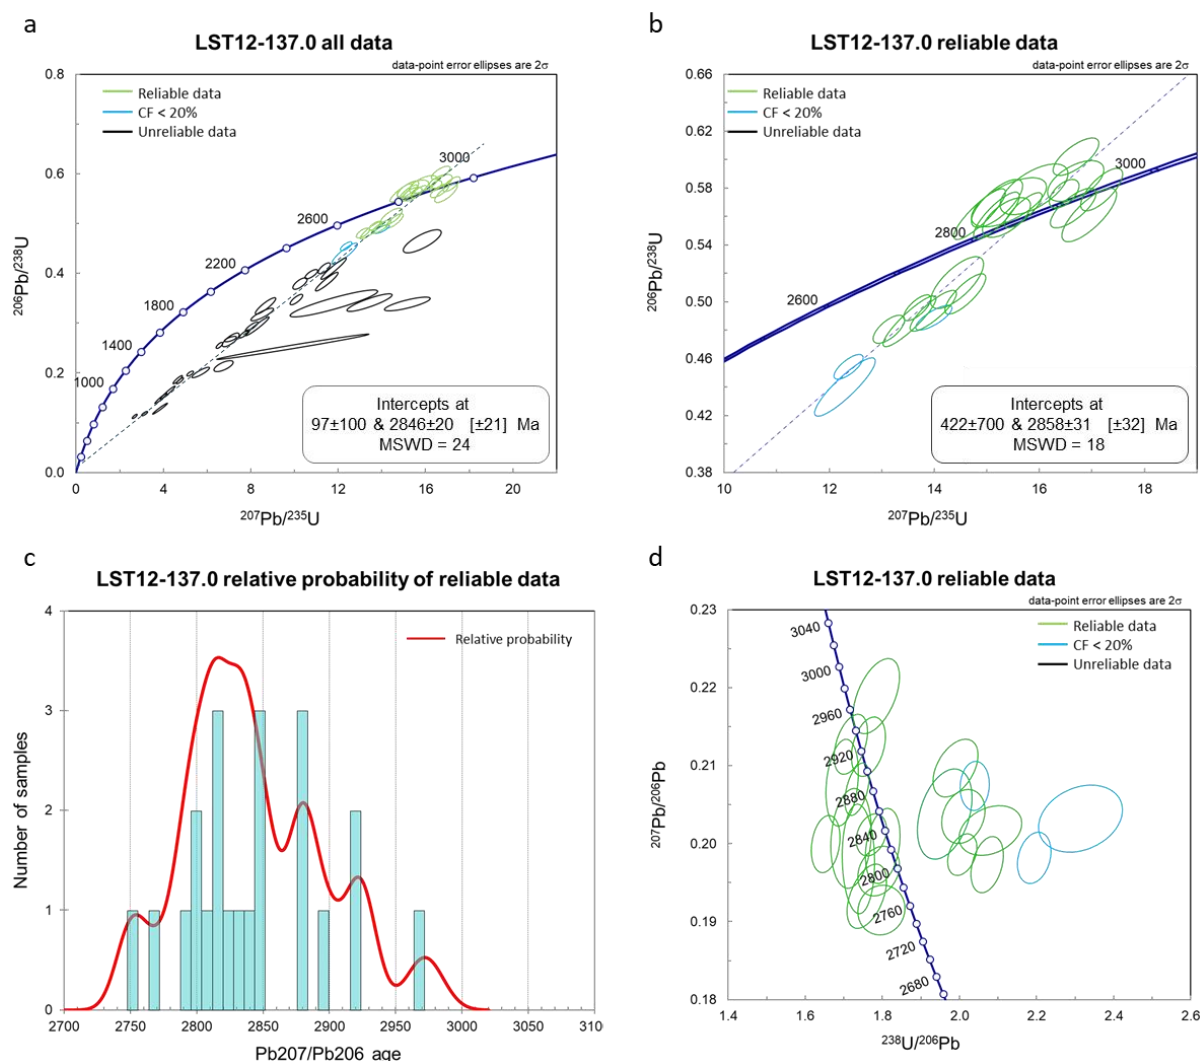 a
LST12-137.0 all data
data-point error ellipses are 2σ
0.8
0.6
0.4
0.2
0.0
206Pb/238U
Reliable data
CF < 20%
Unreliable data
3000
2600
2200
1800
1400
1000
Intercepts at
97±100 & 2846±20 [±21] Ma
MSWD = 24
0 4 8 12 16 20
207Pb/235U
b
LST12-137.0 reliable data
data-point error ellipses are 2σ
0.66
0.62
0.58
0.54
0.50
0.46
0.42
0.38
206Pb/238U
Reliable data
CF < 20%
Unreliable data
3000
2800
2600
Intercepts at
422±700 & 2858±31 [±32] Ma
MSWD = 18
10 12 14 16 18
207Pb/235U
c
LST12-137.0 relative probability of reliable data
4
3
2
1
0
Number of samples
Relative probability
2700 2750 2800 2850 2900 2950 3000 3050 310
Pb207/Pb206 age
d
LST12-137.0 reliable data
data-point error ellipses are 2σ
0.23
0.22
0.21
0.20
0.19
0.18
207Pb/206Pb
Reliable data
CF < 20%
Unreliable data
3040
3000
2960
2920
2880
2840
2800
2760
2720
2680
1.4 1.6 1.8 2.0 2.2 2.4 2.6
238U/206Pb